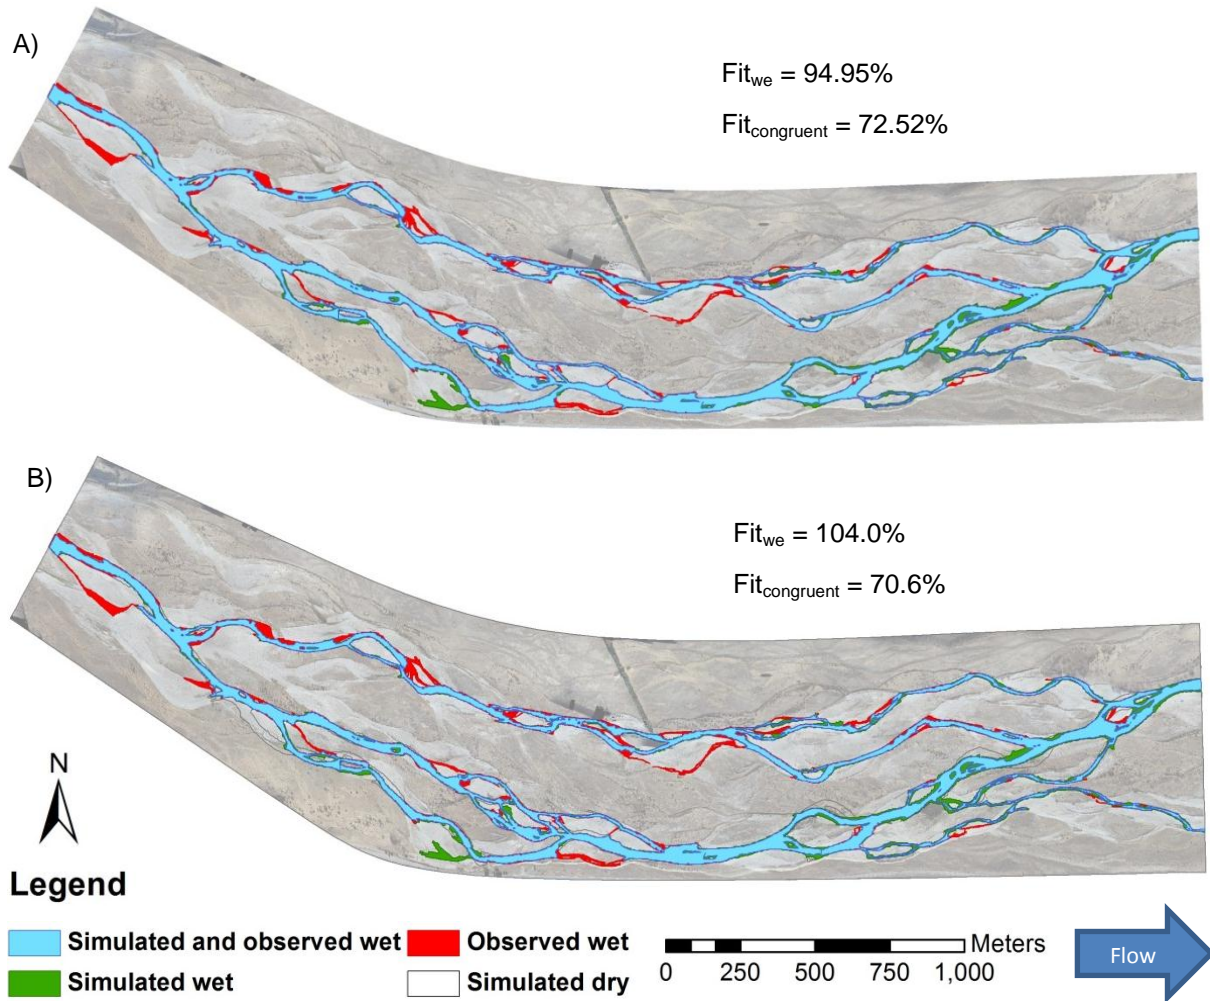 A)
Fitwe = 94.95%
Fitcongruent = 72.52%
B)
Fitwe = 104.0%
Fitcongruent = 70.6%
N
Legend
Simulated and observed wet
Observed wet
Simulated wet
Simulated dry
Meters
0 250 500 750 1,000
Flow